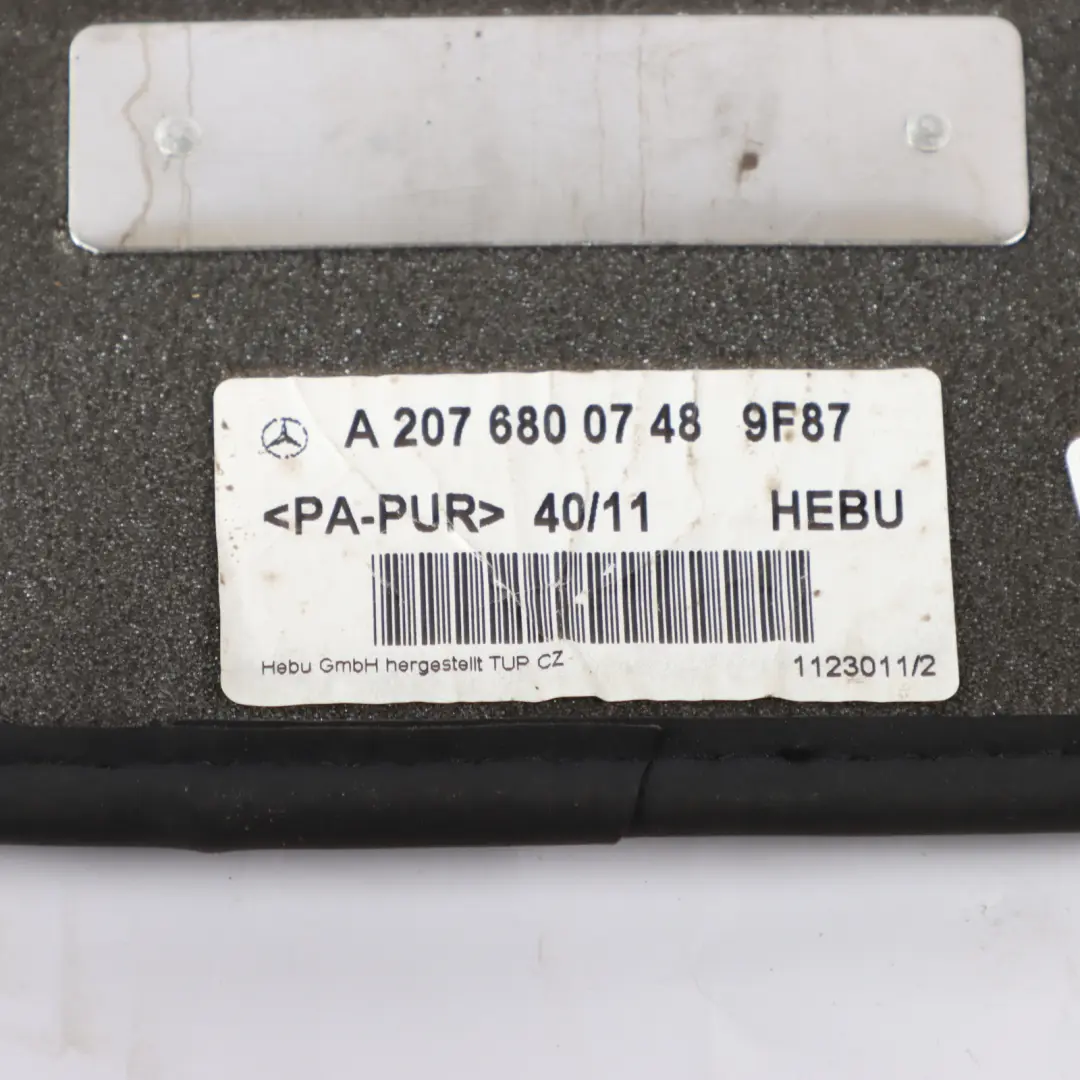 A 207 680 07 48 9F87
<PA-PUR> 40/11 HEBU
Hebu GmbH hergestellt TUP CZ 1123011/2